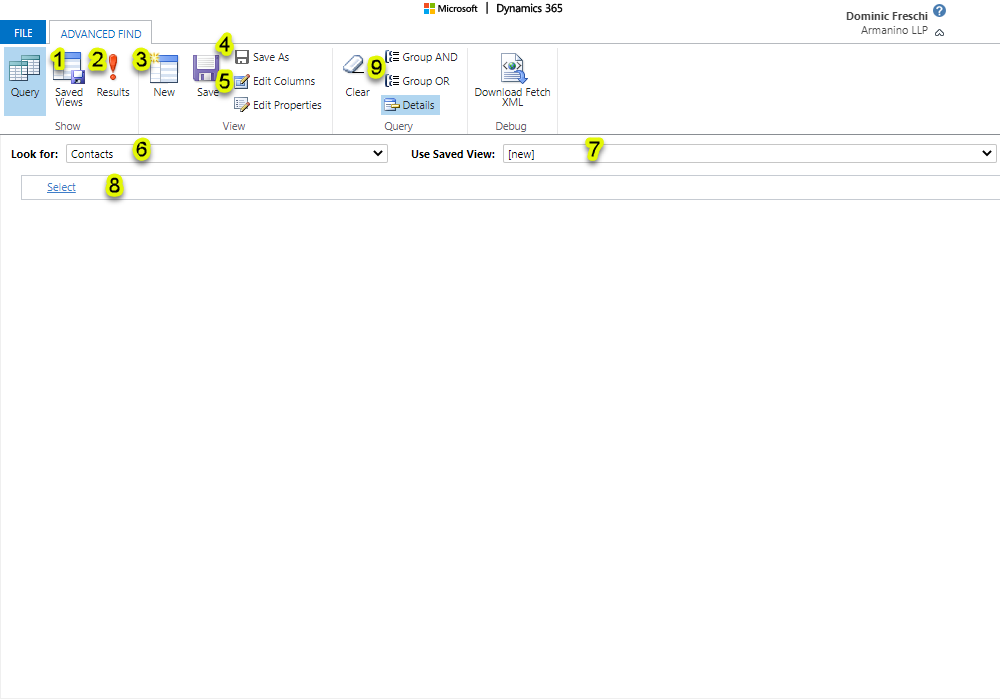 Microsoft | Dynamics 365
Dominic Freschi ?
Armanino LLP
FILE
ADVANCED FIND
Query
1
Saved
Views
2
Results
Show
3
New
Save
4
Save As
5
Edit Columns
Edit Properties
View
Clear
9
Group AND
Group OR
Details
Query
Download Fetch
XML
Debug
Look for: Contacts 6
Use Saved View: [new] 7
Select 8